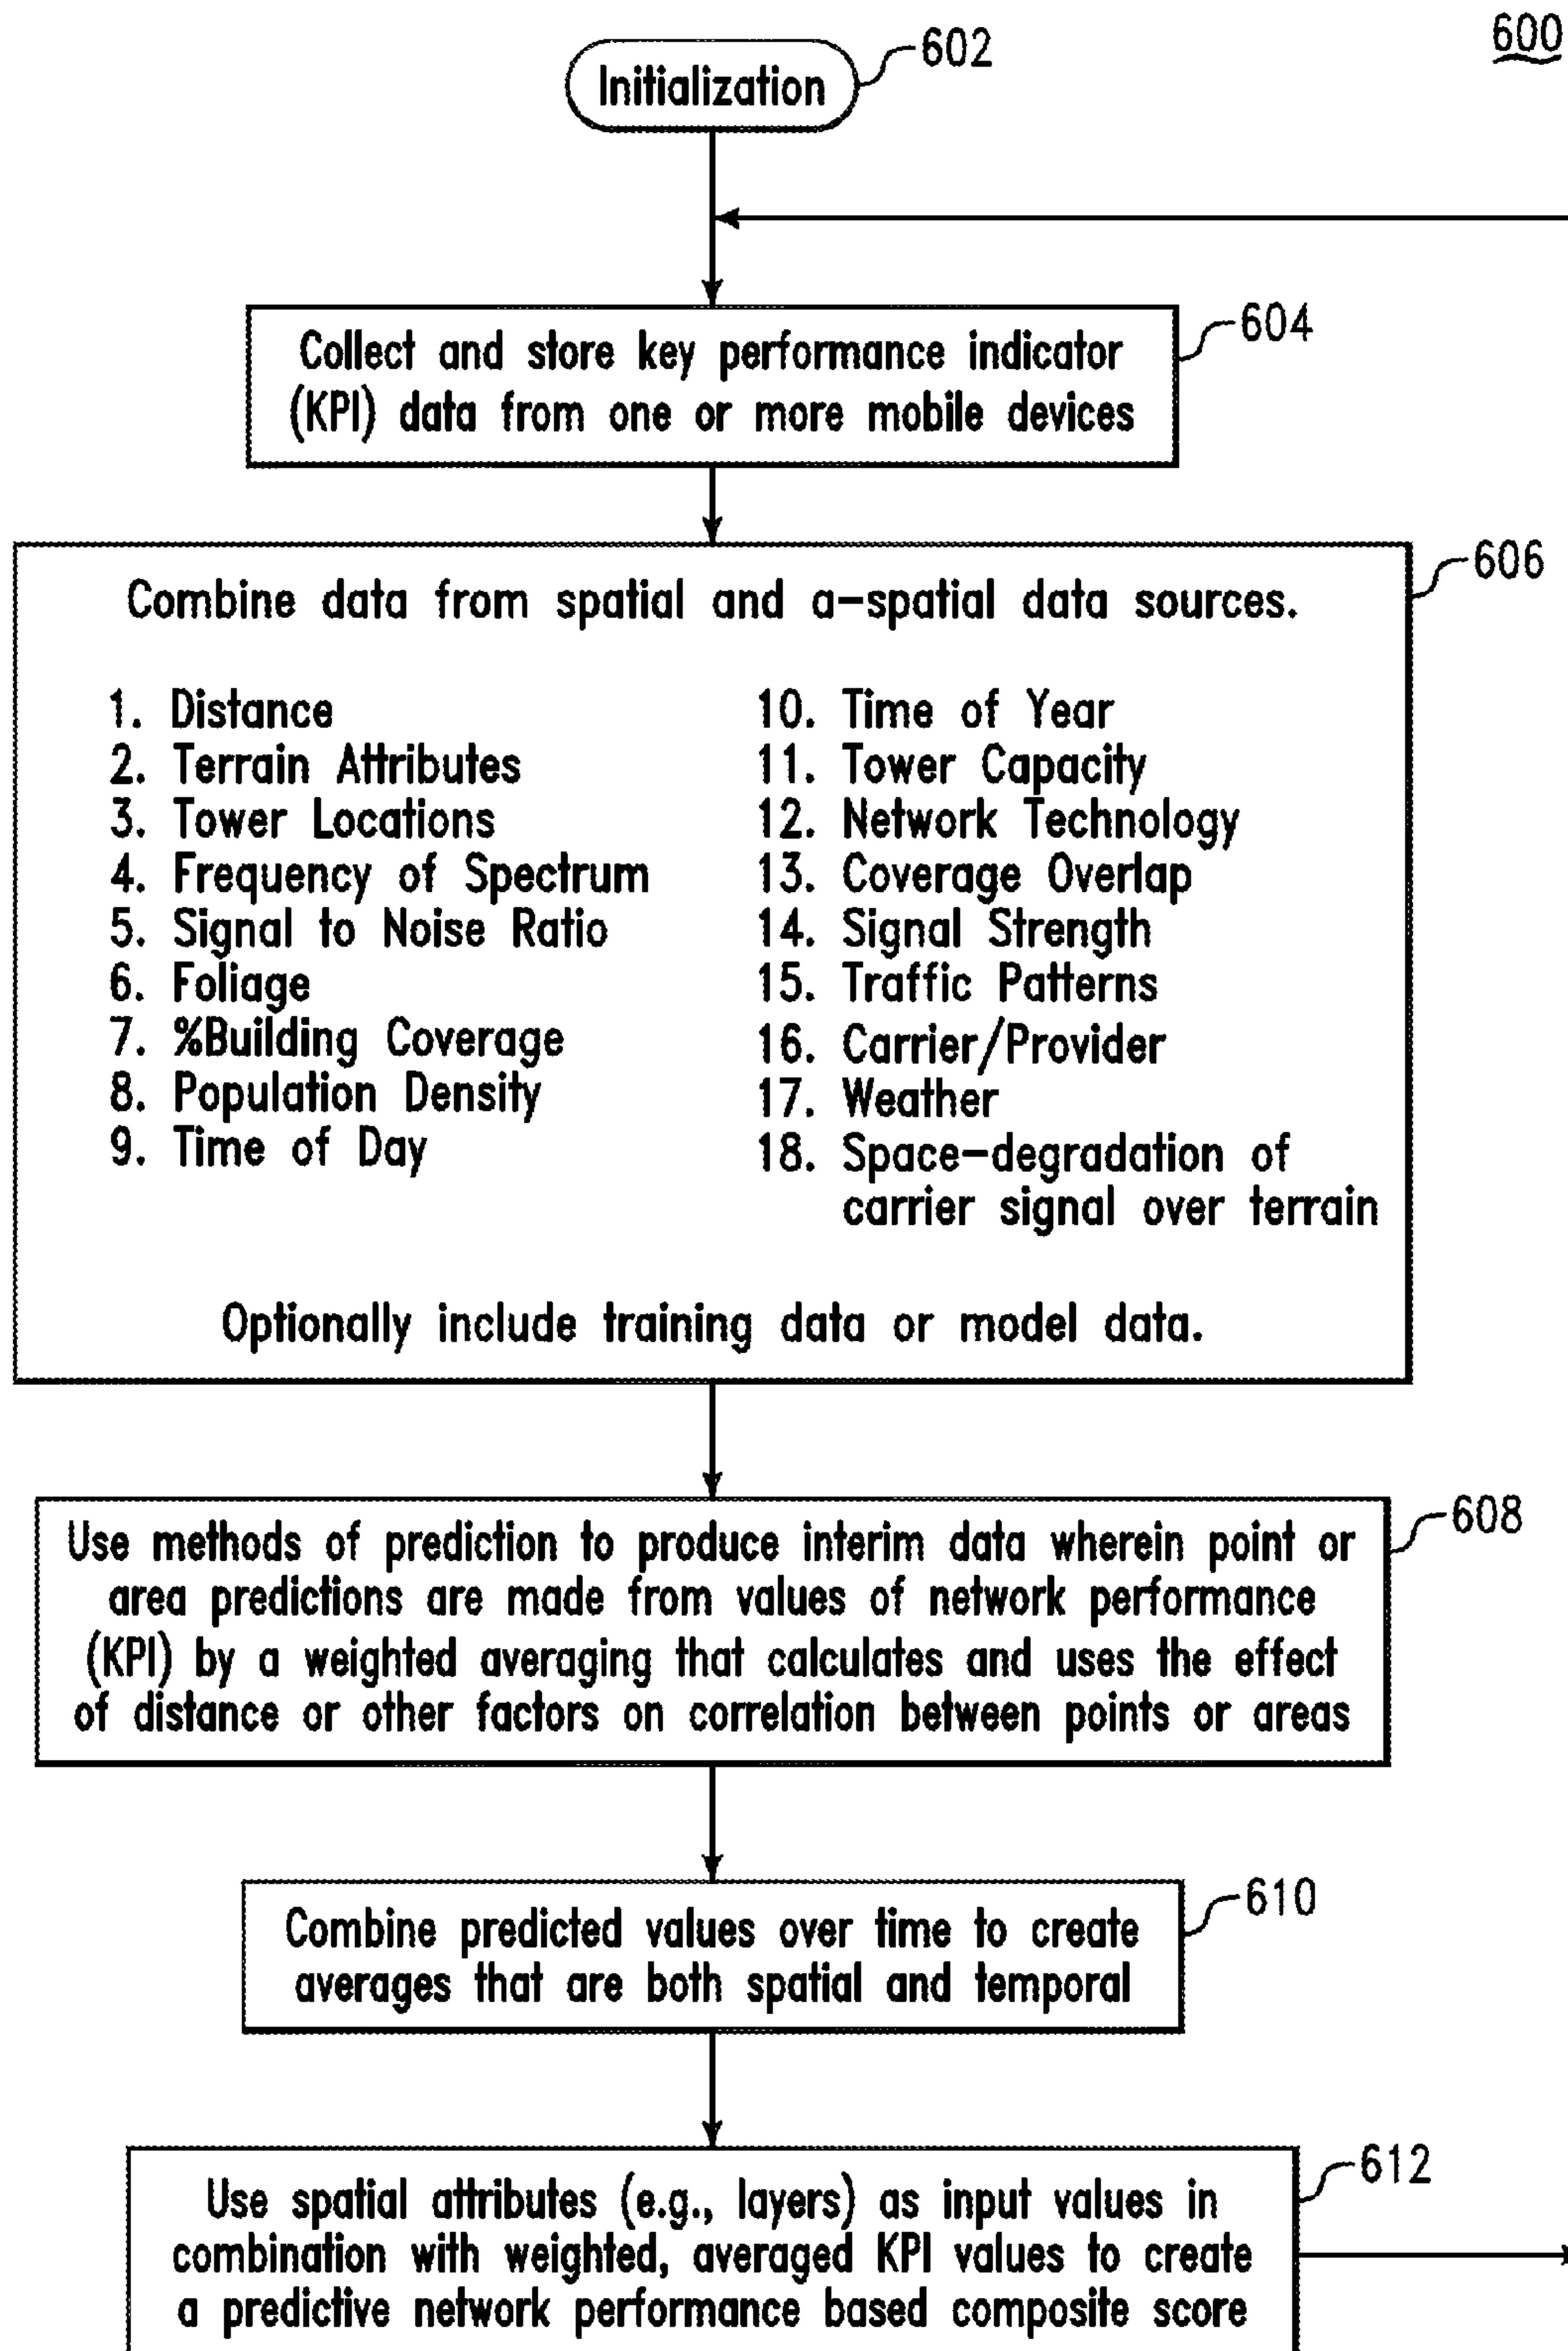 600
602
Initialization
604
Collect and store key performance indicator
(KPI) data from one or more mobile devices
606
Combine data from spatial and a-spatial data sources.
1. Distance
2. Terrain Attributes
3. Tower Locations
4. Frequency of Spectrum
5. Signal to Noise Ratio
6. Foliage
7. %Building Coverage
8. Population Density
9. Time of Day
10. Time of Year
11. Tower Capacity
12. Network Technology
13. Coverage Overlap
14. Signal Strength
15. Traffic Patterns
16. Carrier/Provider
17. Weather
18. Space-degradation of
carrier signal over terrain
Optionally include training data or model data.
608
Use methods of prediction to produce interim data wherein point or
area predictions are made from values of network performance
(KPI) by a weighted averaging that calculates and uses the effect
of distance or other factors on correlation between points or areas
610
Combine predicted values over time to create
averages that are both spatial and temporal
612
Use spatial attributes (e.g., layers) as input values in
combination with weighted, averaged KPI values to create
a predictive network performance based composite score